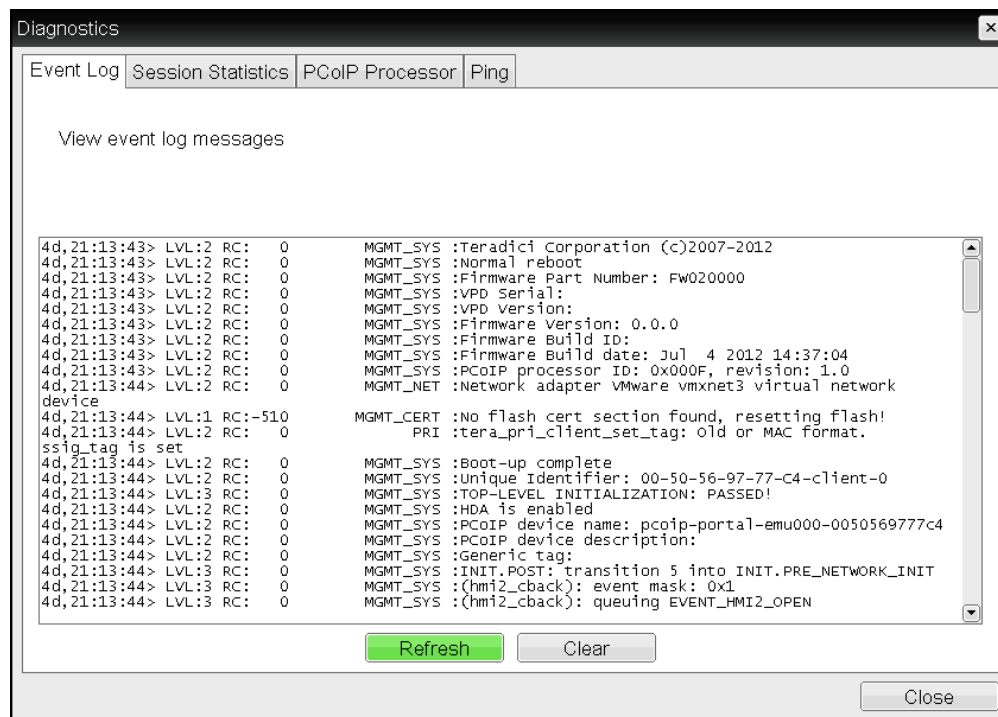 Diagnostics
Event Log Session Statistics PCoIP Processor Ping
View event log messages
4d,21:13:43> LVL:2 RC:   0          MGMT_SYS :Teradici Corporation (c)2007-2012
4d,21:13:43> LVL:2 RC:   0          MGMT_SYS :Normal reboot
4d,21:13:43> LVL:2 RC:   0          MGMT_SYS :Firmware Part Number: FW020000
4d,21:13:43> LVL:2 RC:   0          MGMT_SYS :VPD Serial:
4d,21:13:43> LVL:2 RC:   0          MGMT_SYS :VPD Version:
4d,21:13:43> LVL:2 RC:   0          MGMT_SYS :Firmware Version: 0.0.0
4d,21:13:43> LVL:2 RC:   0          MGMT_SYS :Firmware Build ID:
4d,21:13:43> LVL:2 RC:   0          MGMT_SYS :Firmware Build date: Jul  4 2012 14:37:04
4d,21:13:43> LVL:2 RC:   0          MGMT_SYS :PCoIP processor ID: 0x000F, revision: 1.0
4d,21:13:44> LVL:2 RC:   0          MGMT_NET :Network adapter VMware vmxnet3 virtual network
device
4d,21:13:44> LVL:1 RC:-510         MGMT_CERT :No flash cert section found, resetting flash!
4d,21:13:44> LVL:2 RC:   0               PRI :tera_pri_client_set_tag: Old or MAC format.
ssig_tag is set
4d,21:13:44> LVL:2 RC:   0          MGMT_SYS :Boot-up complete
4d,21:13:44> LVL:2 RC:   0          MGMT_SYS :Unique Identifier: 00-50-56-97-77-C4-client-0
4d,21:13:44> LVL:3 RC:   0          MGMT_SYS :TOP-LEVEL INITIALIZATION: PASSED!
4d,21:13:44> LVL:2 RC:   0          MGMT_SYS :HDA is enabled
4d,21:13:44> LVL:2 RC:   0          MGMT_SYS :PCoIP device name: pcoip-portal-emu000-0050569777c4
4d,21:13:44> LVL:2 RC:   0          MGMT_SYS :PCoIP device description:
4d,21:13:44> LVL:2 RC:   0          MGMT_SYS :Generic tag:
4d,21:13:44> LVL:3 RC:   0          MGMT_SYS :INIT.POST: transition 5 into INIT.PRE_NETWORK_INIT
4d,21:13:44> LVL:3 RC:   0          MGMT_SYS :(hmi2_cback): event mask: 0x1
4d,21:13:44> LVL:3 RC:   0          MGMT_SYS :(hmi2_cback): queuing EVENT_HMI2_OPEN
Refresh Clear
Close